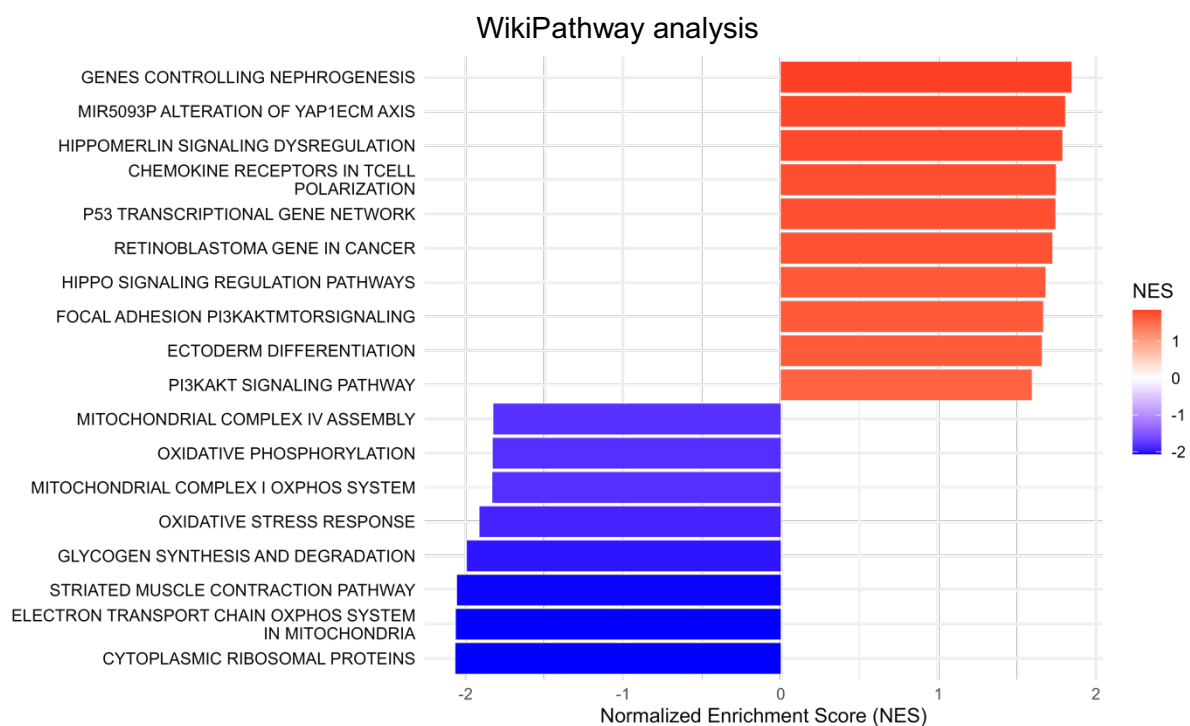 WikiPathway analysis
GENES CONTROLLING NEPHROGENESIS
MIR5093P ALTERATION OF YAP1ECM AXIS
HIPPOMERLIN SIGNALING DYSREGULATION
CHEMOKINE RECEPTORS IN TCELL
POLARIZATION
P53 TRANSCRIPTIONAL GENE NETWORK
RETINOBLASTOMA GENE IN CANCER
HIPPO SIGNALING REGULATION PATHWAYS
FOCAL ADHESION PI3KAKTMTORSIGNALING
ECTODERM DIFFERENTIATION
PI3KAKT SIGNALING PATHWAY
MITOCHONDRIAL COMPLEX IV ASSEMBLY
OXIDATIVE PHOSPHORYLATION
MITOCHONDRIAL COMPLEX I OXPHOS SYSTEM
OXIDATIVE STRESS RESPONSE
GLYCOGEN SYNTHESIS AND DEGRADATION
STRIATED MUSCLE CONTRACTION PATHWAY
ELECTRON TRANSPORT CHAIN OXPHOS SYSTEM
IN MITOCHONDRIA
CYTOPLASMIC RIBOSOMAL PROTEINS
-2 -1 0 1 2
Normalized Enrichment Score (NES)
NES
1
0
-1
-2